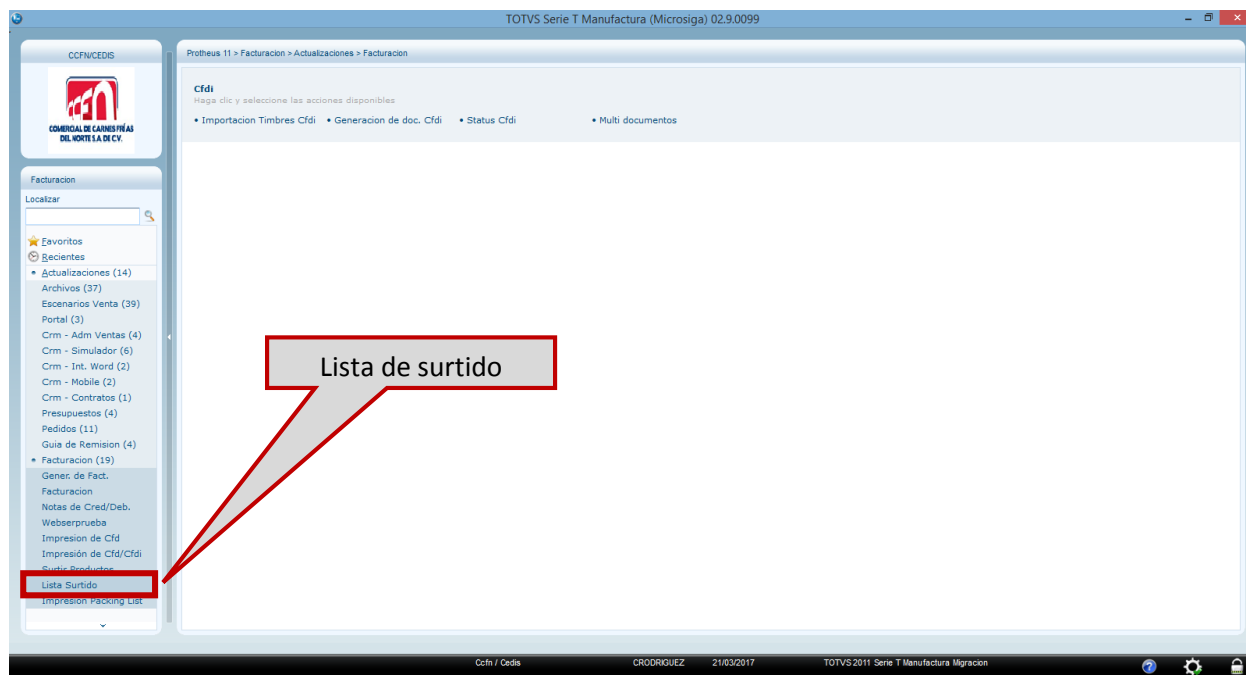 TOTVS Serie T Manufactura (Microsiga) 02.9.0099
CCFN/CEDIS
Protheus 11 > Facturacion > Actualizaciones > Facturacion
ccfn
COMERCIAL DE CARNES FRÍAS
DEL NORTE S.A. DE C.V.
Cfdi
Haga clic y seleccione las acciones disponibles
• Importacion Timbres Cfdi • Generacion de doc. Cfdi • Status Cfdi • Multi documentos
Facturacion
Localizar
Favoritos
Recientes
Actualizaciones (14)
Archivos (37)
Escenarios Venta (39)
Portal (3)
Crm - Adm Ventas (4)
Crm - Simulador (6)
Crm - Int. Word (2)
Crm - Mobile (2)
Crm - Contratos (1)
Presupuestos (4)
Pedidos (11)
Guia de Remision (4)
Facturacion (19)
Gener. de Fact.
Facturacion
Notas de Cred/Deb.
Webserprueba
Impresion de Cfd
Impresión de Cfd/Cfdi
Surtir Productos
Lista Surtido
Impresion Packing List
Lista de surtido
Ccfn / Cedis CRODRIGUEZ 21/03/2017 TOTVS 2011 Serie T Manufactura Migracion